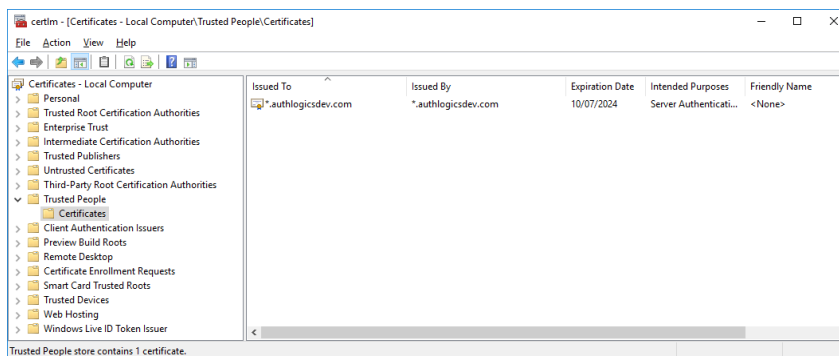 certlm - [Certificates - Local Computer\Trusted People\Certificates]
File Action View Help
Certificates - Local Computer
Personal
Trusted Root Certification Authorities
Enterprise Trust
Intermediate Certification Authorities
Trusted Publishers
Untrusted Certificates
Third-Party Root Certification Authorities
Trusted People
Certificates
Client Authentication Issuers
Preview Build Roots
Remote Desktop
Certificate Enrollment Requests
Smart Card Trusted Roots
Trusted Devices
Web Hosting
Windows Live ID Token Issuer
Issued To Issued By Expiration Date Intended Purposes Friendly Name
*.authlogicsdev.com *.authlogicsdev.com 10/07/2024 Server Authenticati... <None>
Trusted People store contains 1 certificate.